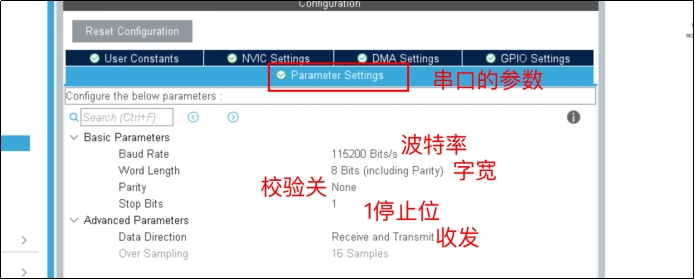 Configuration
Reset Configuration
User Constants
NVIC Settings
DMA Settings
GPIO Settings
Parameter Settings
串口的参数
Configure the below parameters :
Search (Ctrl+F)
Basic Parameters
Baud Rate 115200 Bits/s 波特率
Word Length 8 Bits (including Parity) 字宽
Parity 校验关 None
Stop Bits 1 1停止位
Advanced Parameters
Data Direction Receive and Transmit 收发
Over Sampling 16 Samples